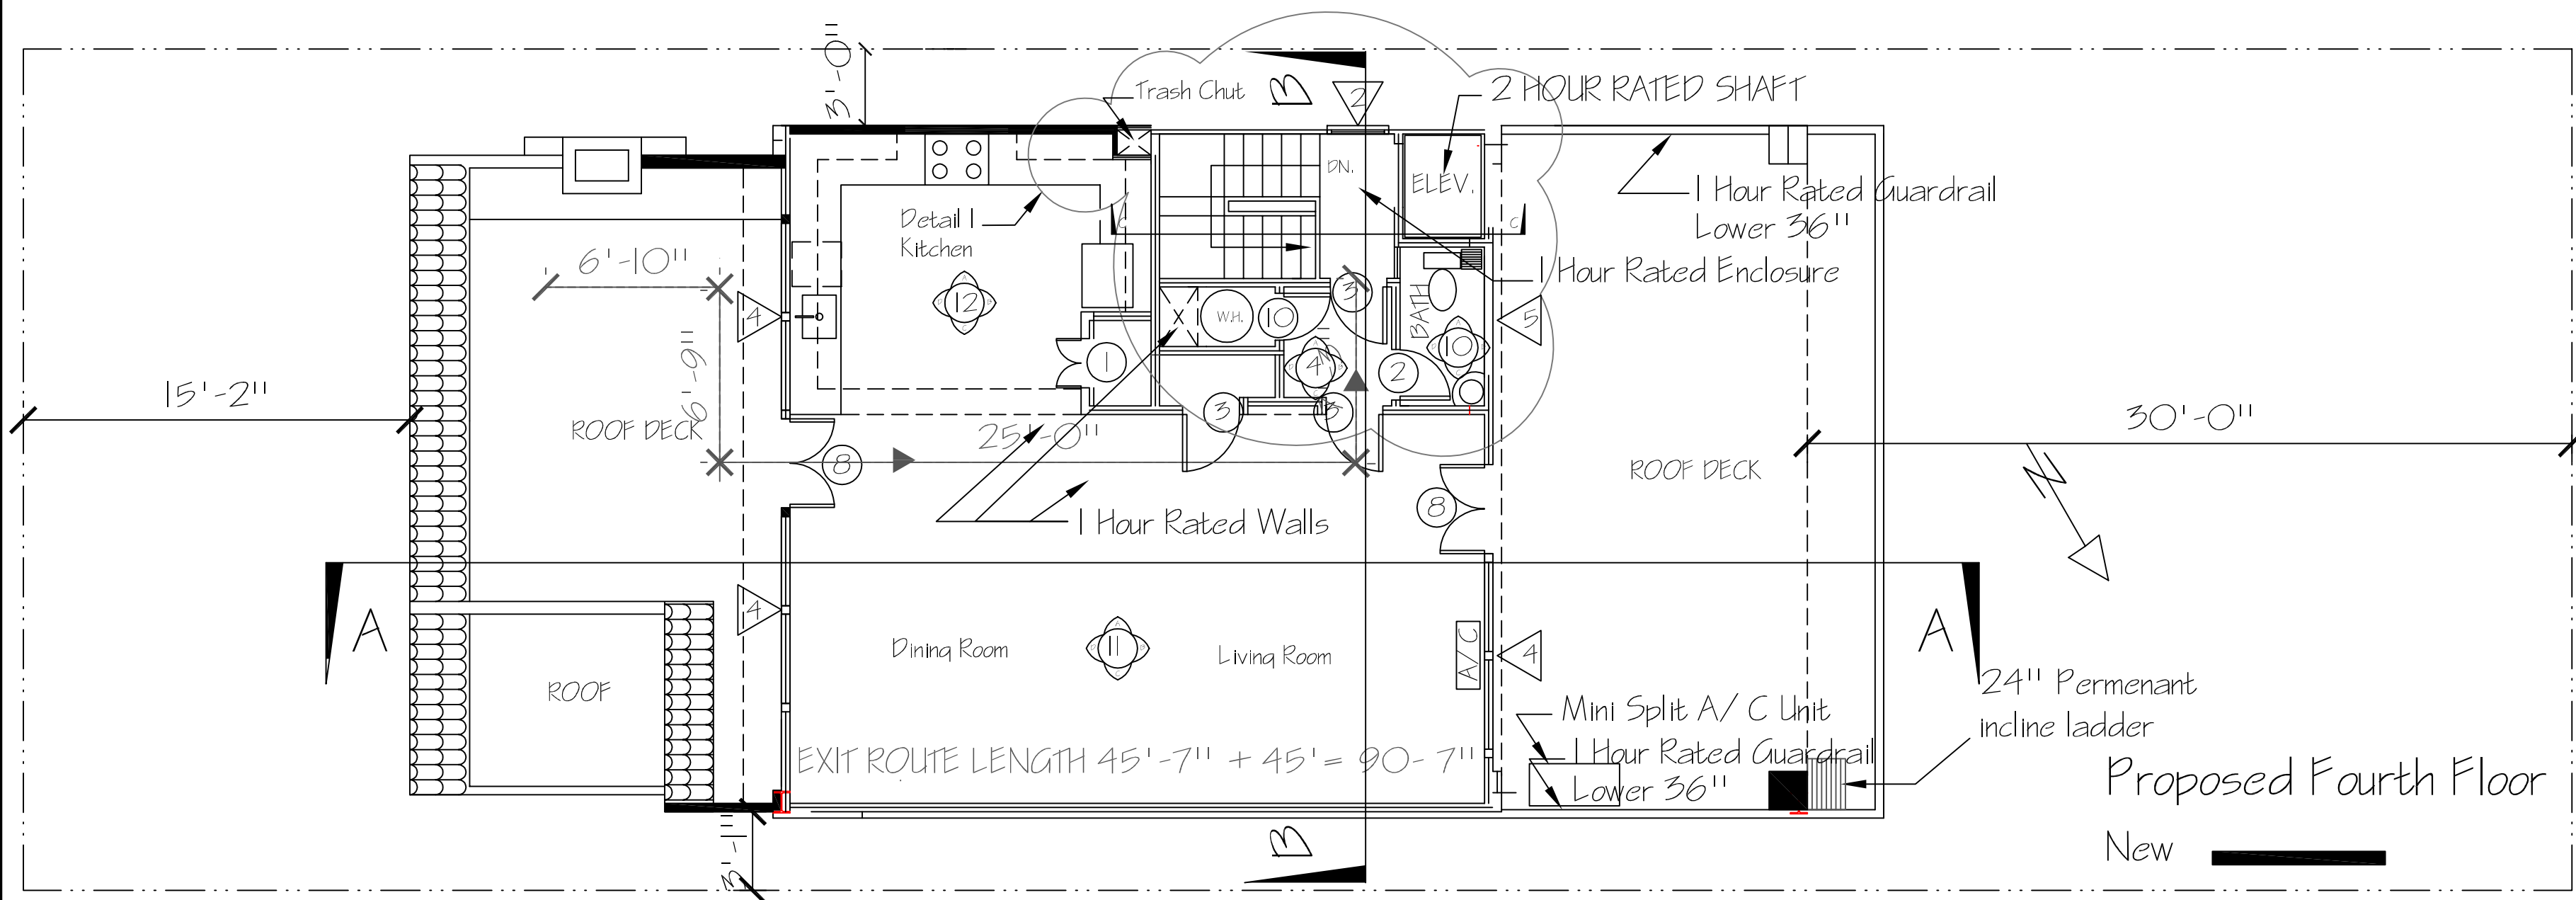 3'-0"
Trash Chut
B
2
2 HOUR RATED SHAFT
DN.
ELEV.
1 Hour Rated Guardrail
Lower 36"
Detail 1
Kitchen
C
1 Hour Rated Enclosure
6'-10"
12
4
W.H.
10
3
BATH
5
X
6'-9"
1
4
2
10
15'-2"
ROOF DECK
3
3
25'-0"
30'-0"
8
ROOF DECK
N
8
1 Hour Rated Walls
A
A
4
Dining Room
11
Living Room
A/C
4
ROOF
24" Permenant
incline ladder
Mini Split A/ C Unit
EXIT ROUTE LENGTH 45'-7" + 45'= 90- 7"
1 Hour Rated Guardrail
Lower 36"
Proposed Fourth Floor
3'-11"
B
New